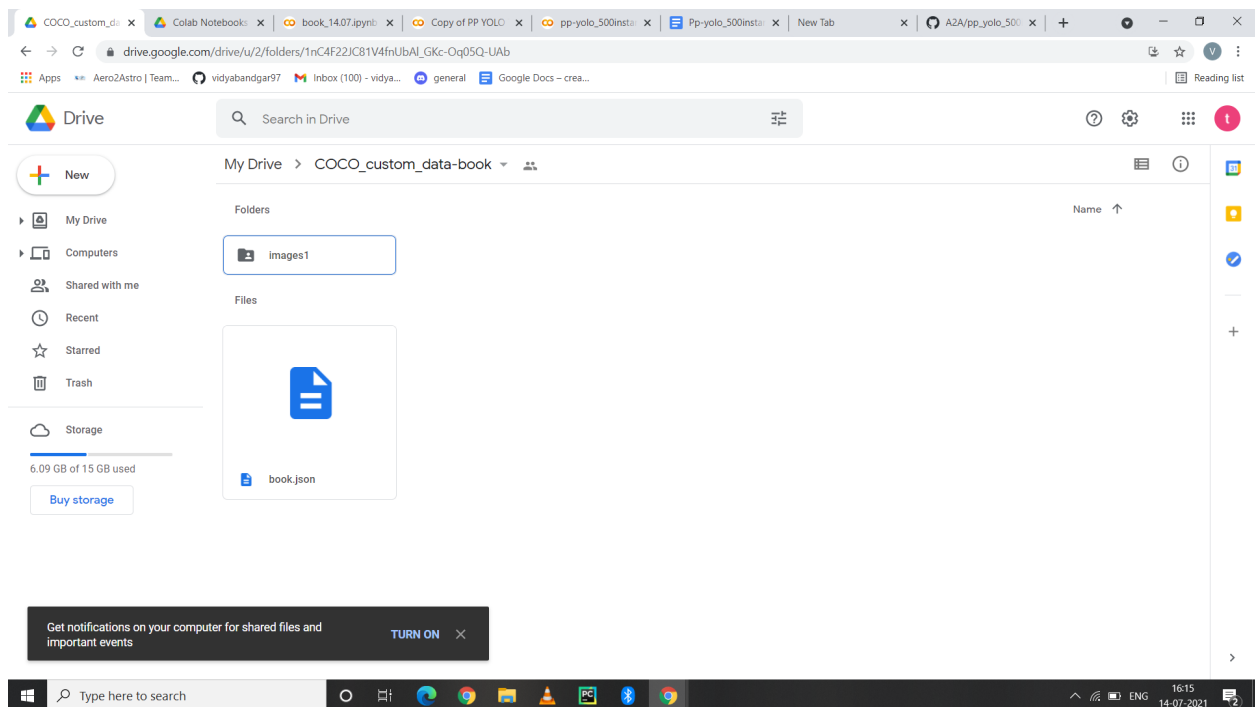 COCO_custom_da
Colab Notebooks
book_14.07.ipynb
Copy of PP YOLO
pp-yolo_500insta
Pp-yolo_500insta
New Tab
A2A/pp_yolo_500
drive.google.com/drive/u/2/folders/1nC4F22JC81V4fnUbAl_GKc-Oq05Q-UAb
V
Apps
Aero2Astro | Team...
vidyabandgar97
Inbox (100) - vidya...
general
Google Docs – crea...
Reading list
Drive
Search in Drive
t
New
My Drive > COCO_custom_data-book
31
My Drive
Computers
Shared with me
Recent
Starred
Trash
Storage
6.09 GB of 15 GB used
Buy storage
Folders
Name
images1
Files
book.json
Get notifications on your computer for shared files and
important events
TURN ON
Type here to search
PC
ENG
16:15
14-07-2021
2